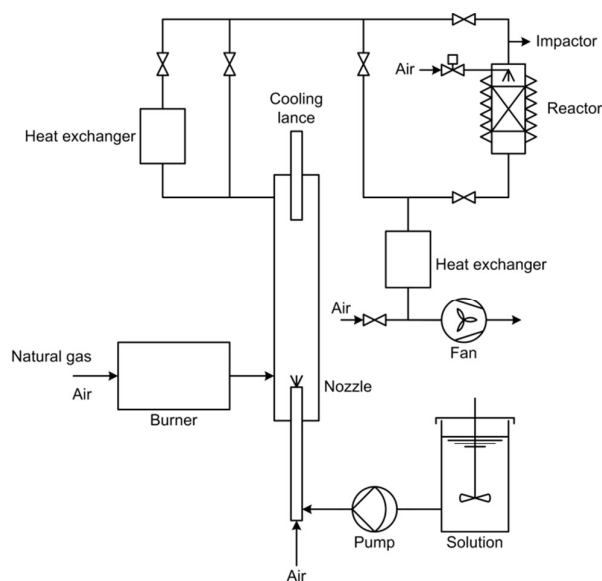 Impactor
Air
Cooling
lance
Reactor
Heat exchanger
Heat exchanger
Air
Fan
Natural gas
Air
Nozzle
Burner
Pump
Solution
Air